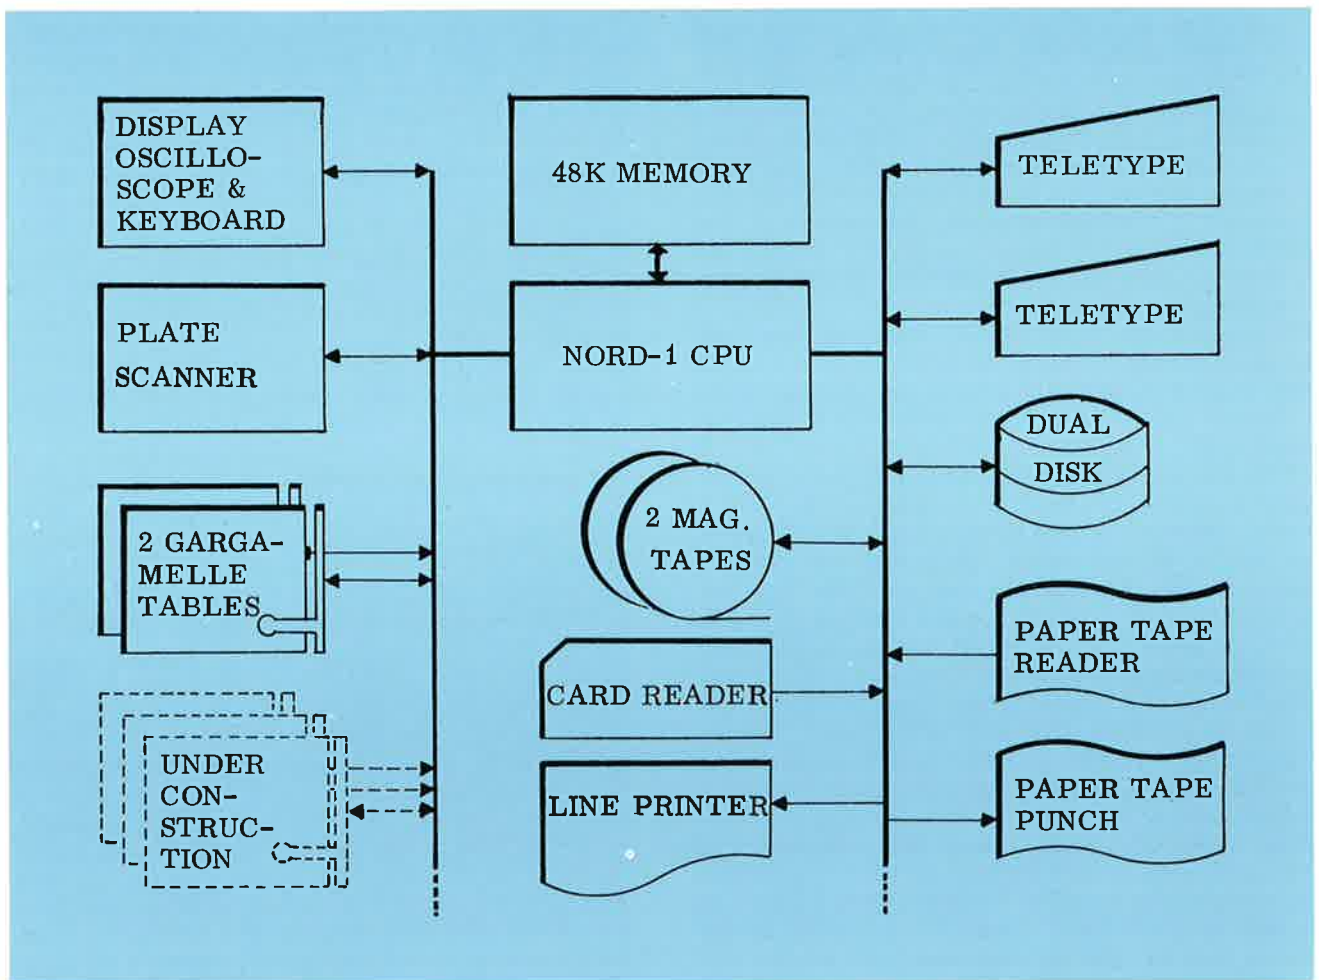 DISPLAY
OSCILLO-
SCOPE &
KEYBOARD
48K MEMORY
TELETYPE
PLATE
SCANNER
NORD-1 CPU
TELETYPE
DUAL
DISK
2 GARGA-
MELLE
TABLES
2 MAG.
TAPES
PAPER TAPE
READER
CARD READER
UNDER
CON-
STRUC-
TION
LINE PRINTER
PAPER TAPE
PUNCH